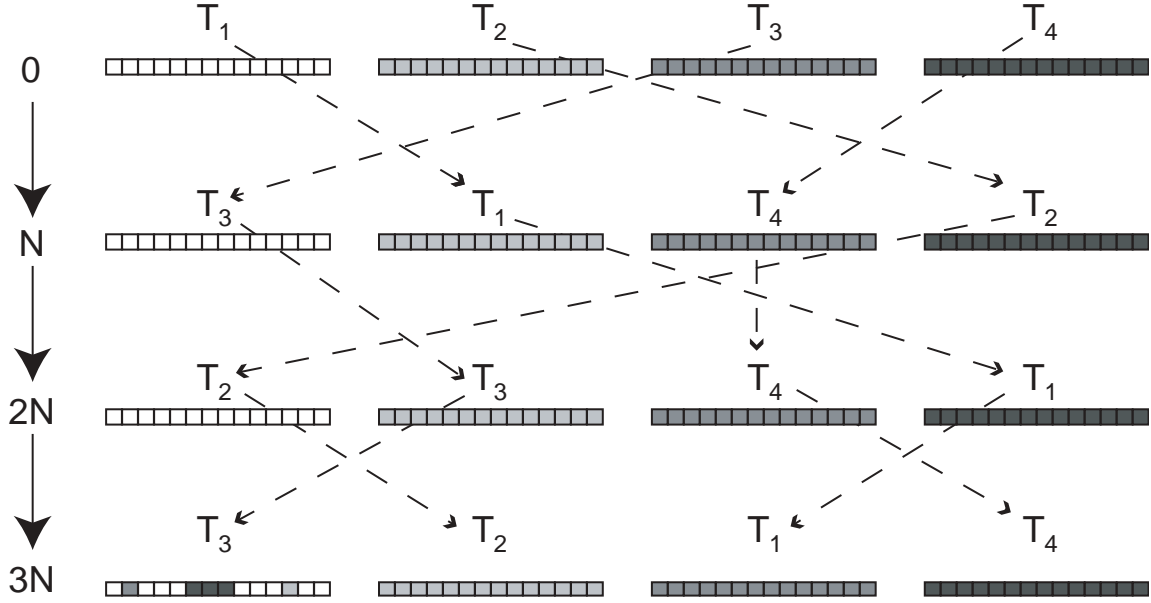 T1 T2 T3 T4
0
T3 T1 T4 T2
N
T2 T3 T4 T1
2N
T3 T2 T1 T4
3N